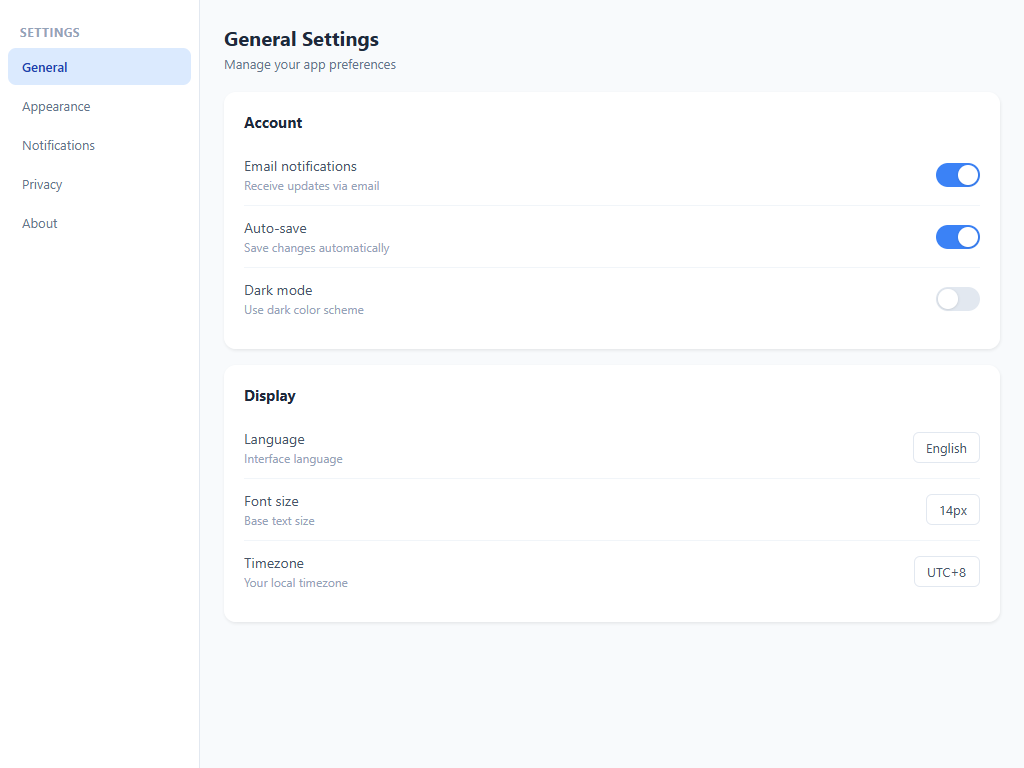 SETTINGS
General
Appearance
Notifications
Privacy
About
General Settings
Manage your app preferences
Account
Email notifications
Receive updates via email
Auto-save
Save changes automatically
Dark mode
Use dark color scheme
Display
Language
Interface language
English
Font size
Base text size
14px
Timezone
Your local timezone
UTC+8